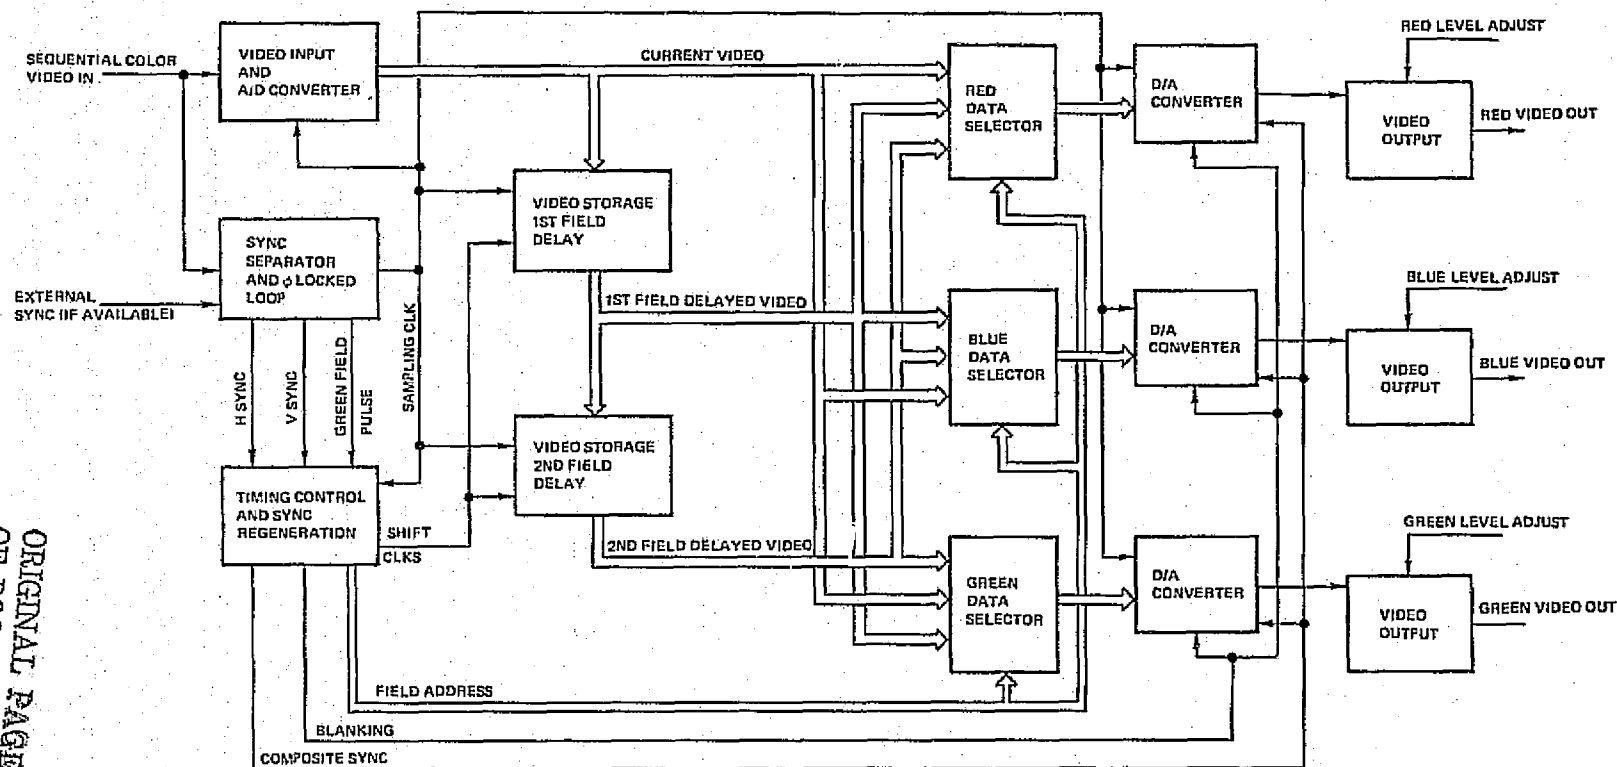 SEQUENTIAL COLOR
VIDEO IN
VIDEO INPUT
AND
A/D CONVERTER
CURRENT VIDEO
RED
DATA
SELECTOR
D/A
CONVERTER
RED LEVEL ADJUST
VIDEO
OUTPUT
RED VIDEO OUT
VIDEO STORAGE
1ST FIELD
DELAY
SYNC
SEPARATOR
AND ϕ LOCKED
LOOP
EXTERNAL
SYNC (IF AVAILABLE)
1ST FIELD DELAYED VIDEO
BLUE
DATA
SELECTOR
D/A
CONVERTER
BLUE LEVEL ADJUST
VIDEO
OUTPUT
BLUE VIDEO OUT
H SYNC
V SYNC
GREEN FIELD
PULSE
SAMPLING CLK
VIDEO STORAGE
2ND FIELD
DELAY
TIMING CONTROL
AND SYNC
REGENERATION
SHIFT
CLKS
2ND FIELD DELAYED VIDEO
GREEN
DATA
SELECTOR
D/A
CONVERTER
GREEN LEVEL ADJUST
VIDEO
OUTPUT
GREEN VIDEO OUT
FIELD ADDRESS
BLANKING
COMPOSITE SYNC
ORIGINAL PAGE